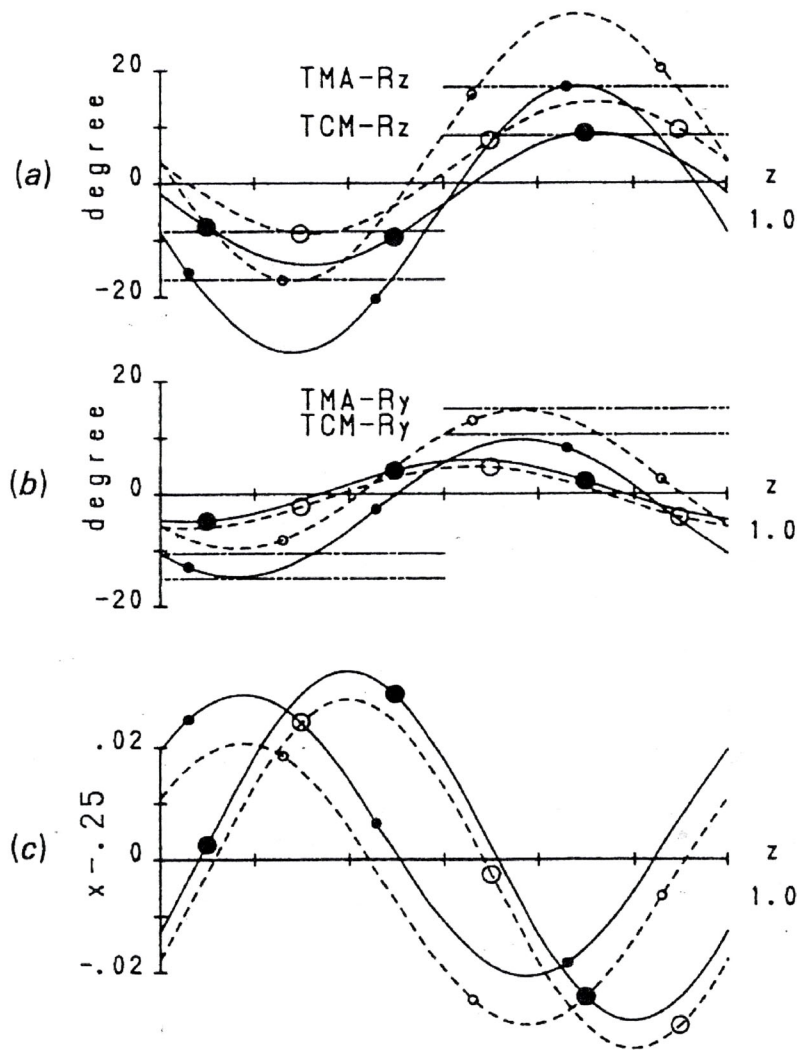 20
TMA-Rz
TCM-Rz
(a)
degree
0
z
1.0
-20
20
TMA-Ry
TCM-Ry
(b)
degree
0
z
1.0
-20
.02
(c)
x-.25
0
z
1.0
-.02